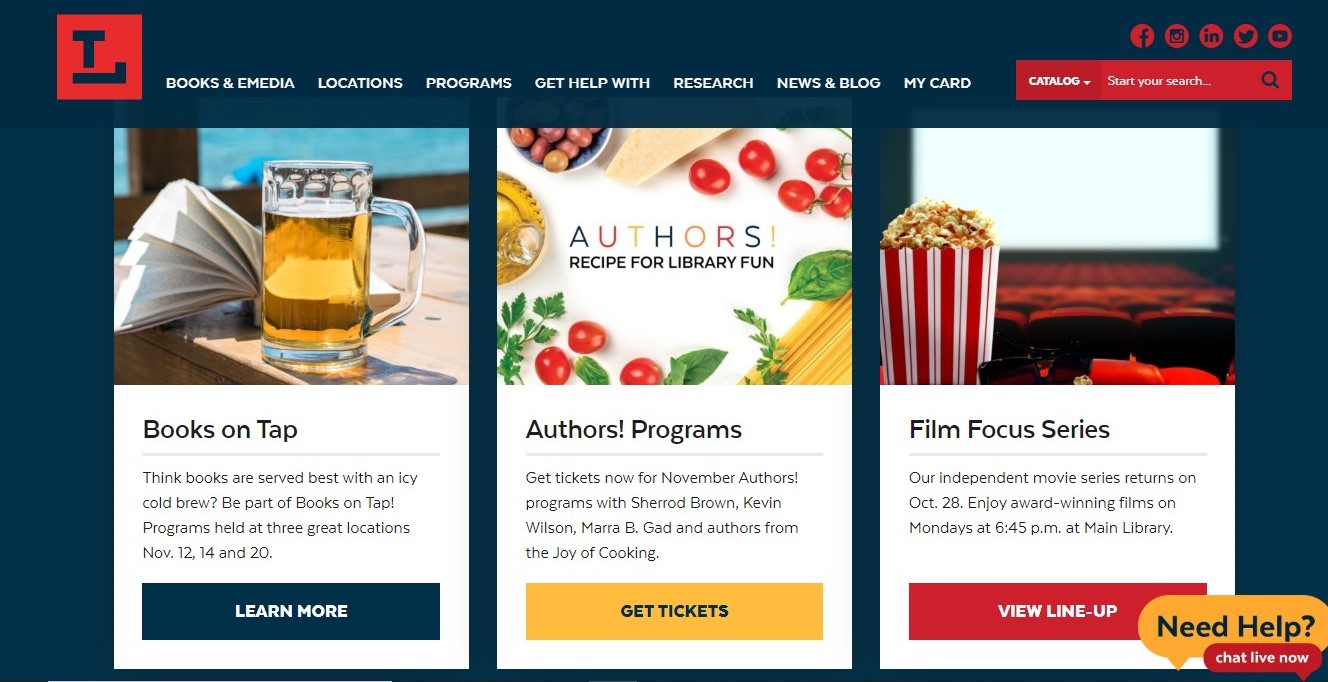 TL
BOOKS & EMEDIA LOCATIONS PROGRAMS GET HELP WITH RESEARCH NEWS & BLOG MY CARD
CATALOG Start your search...
AUTHORS!
RECIPE FOR LIBRARY FUN
Books on Tap
Think books are served best with an icy
cold brew? Be part of Books on Tap!
Programs held at three great locations
Nov. 12, 14 and 20.
LEARN MORE
Authors! Programs
Get tickets now for November Authors!
programs with Sherrod Brown, Kevin
Wilson, Marra B. Gad and authors from
the Joy of Cooking.
GET TICKETS
Film Focus Series
Our independent movie series returns on
Oct. 28. Enjoy award-winning films on
Mondays at 6:45 p.m. at Main Library.
VIEW LINE-UP
Need Help?
chat live now